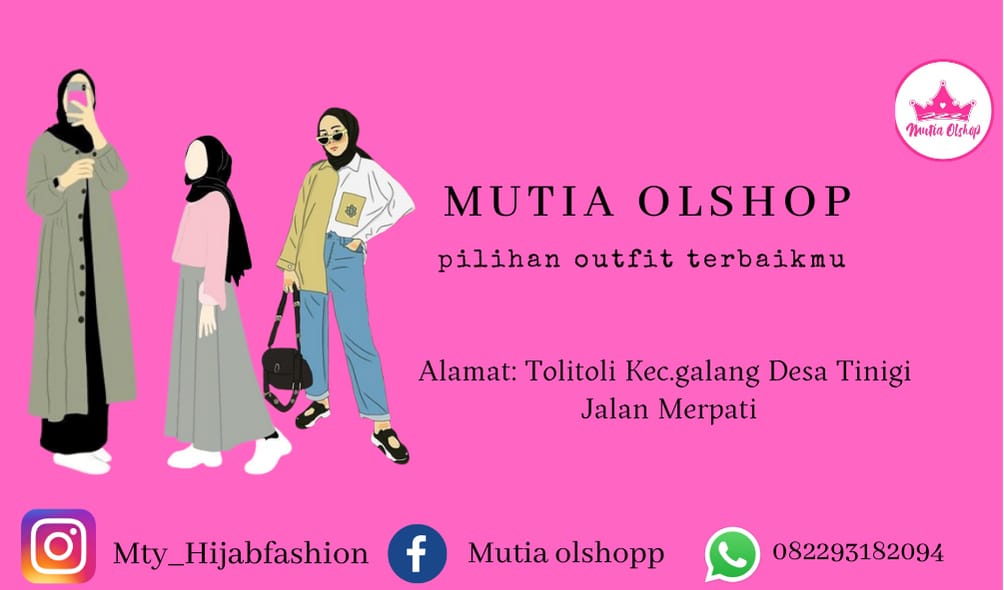 Mutia Olshop
MUTIA OLSHOP
pilihan outfit terbaikmu
Alamat: Tolitoli Kec.galang Desa Tinigi
Jalan Merpati
Mty_Hijabfashion
Mutia olshopp
082293182094